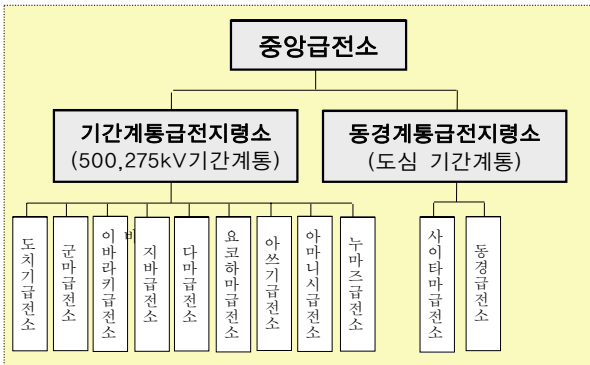 중앙급전소
기간계통급전지령소
(500,275kV기간계통)
동경계통급전지령소
(도심 기간계통)
도치기급전소
군마급전소
이바라키급전소
지바급전소
다마급전소
요코하마급전소
아쓰기급전소
아마니시급전소
누마즈급전소
사이타마급전소
동경급전소